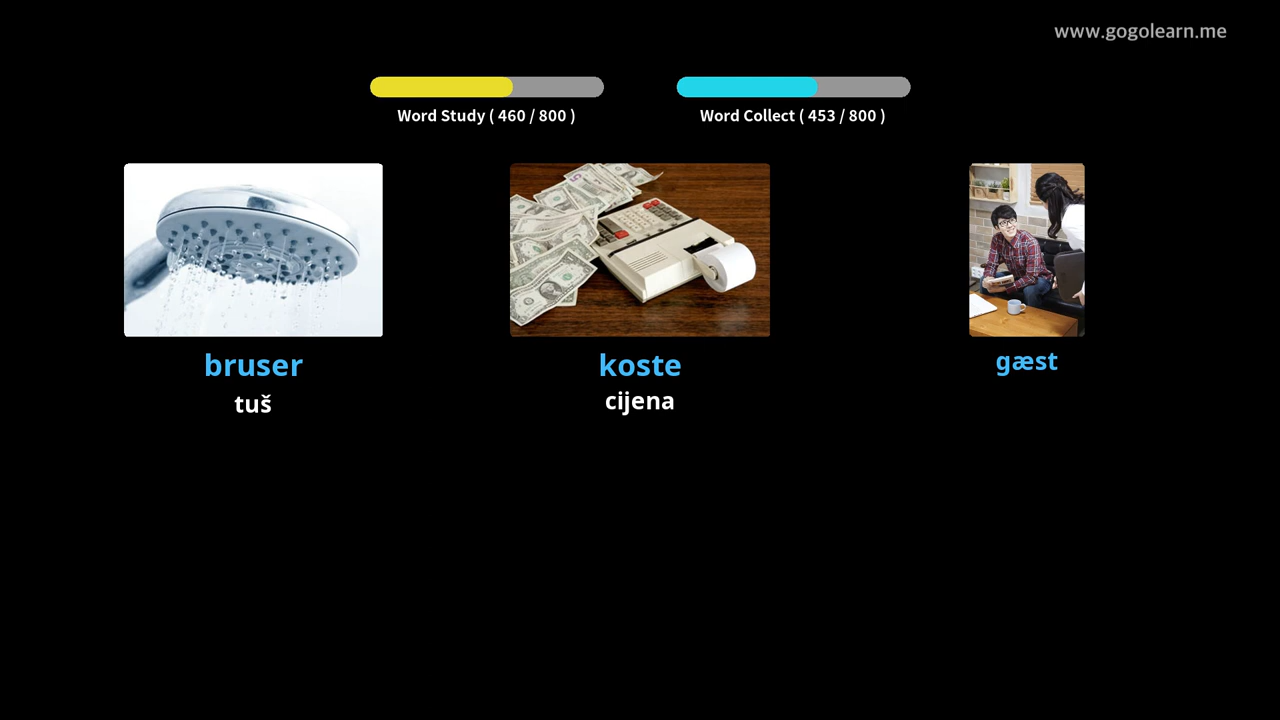 www.gogolearn.me
Word Study ( 460 / 800 )
Word Collect ( 453 / 800 )
bruser
tuš
koste
cijena
gæst